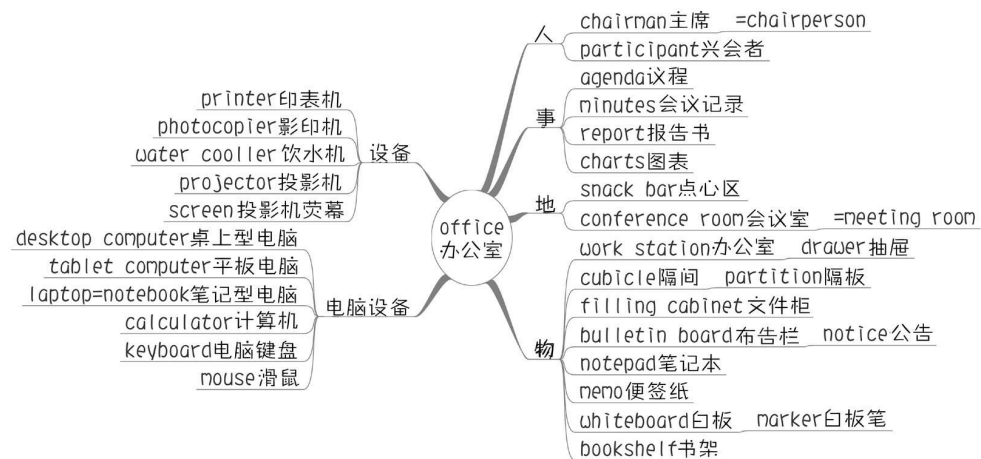 office
办公室
人
chairman主席 =chairperson
participant兴会者
事
agenda议程
minutes会议记录
report报告书
charts图表
地
snack bar点心区
conference room会议室 =meeting room
物
work station办公室 drawer抽屉
cubicle隔间 partition隔板
filling cabinet文件柜
bulletin board布告栏 notice公告
notepad笔记本
memo便签纸
whiteboard白板 marker白板笔
bookshelf书架
设备
printer印表机
photocopier影印机
water cooller饮水机
projector投影机
screen投影机荧幕
电脑设备
desktop computer桌上型电脑
tablet computer平板电脑
laptop=notebook笔记型电脑
calculator计算机
keyboard电脑键盘
mouse滑鼠